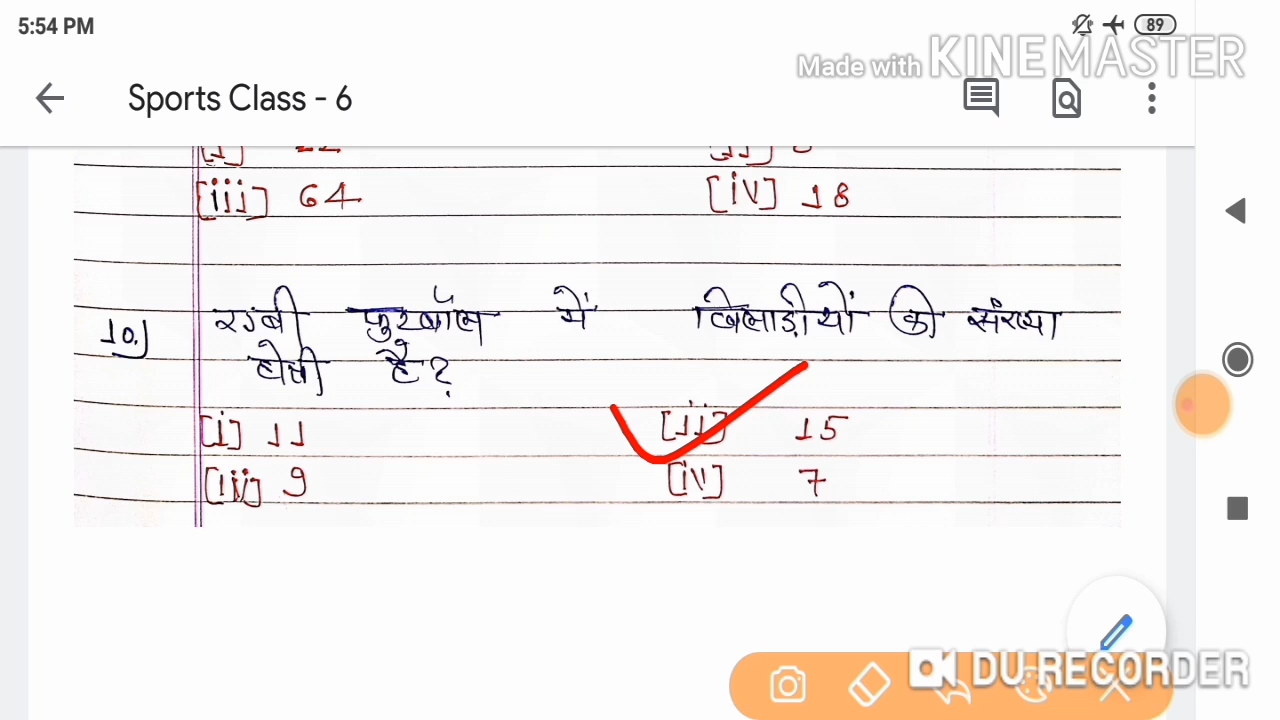 5:54 PM
89
Made with KINEMASTER
Sports Class - 6
[iii] 64 [iv] 18
10.] रग्बी फुटबॉल में खिलाड़ीयों की संख्या
होती है?
[i] 11 [ii] 15
[iii] 9 [iv] 7
DU RECORDER